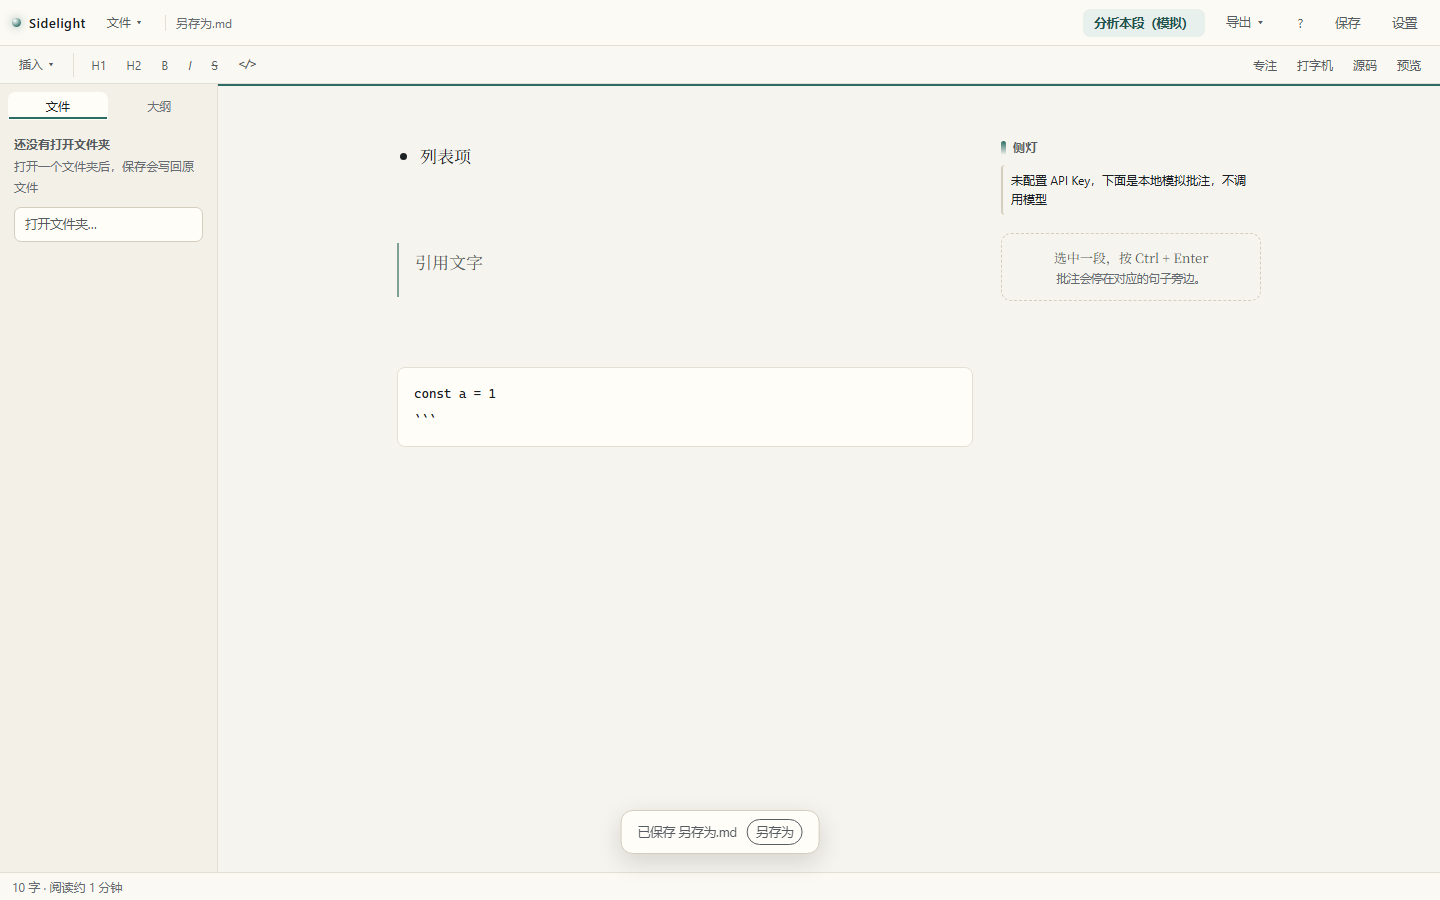 Sidelight 文件 另存为.md 分析本段（模拟） 导出 ? 保存 设置
插入 H1 H2 B I S </> 专注 打字机 源码 预览
文件 大纲
还没有打开文件夹
打开一个文件夹后，保存会写回原
文件
打开文件夹...
列表项
引用文字
const a = 1
```
侧灯
未配置 API Key，下面是本地模拟批注，不调
用模型
选中一段，按 Ctrl + Enter
批注会停在对应的句子旁边。
已保存 另存为.md 另存为
10 字 · 阅读约 1 分钟